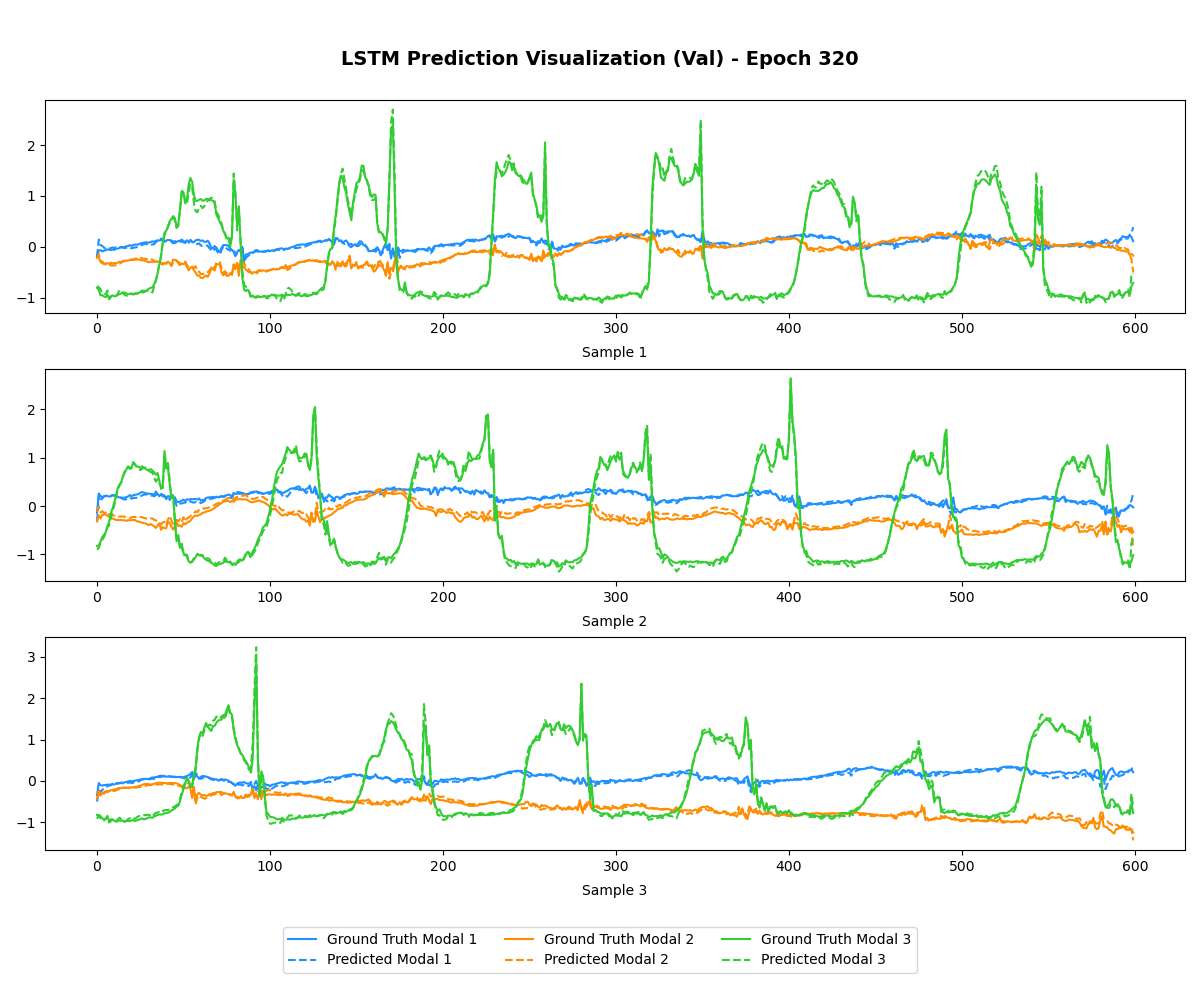 LSTM Prediction Visualization (Val) - Epoch 320
2
1
0
−1
0 100 200 300 400 500 600
Sample 1
2
1
0
−1
0 100 200 300 400 500 600
Sample 2
3
2
1
0
−1
0 100 200 300 400 500 600
Sample 3
Ground Truth Modal 1 Ground Truth Modal 2 Ground Truth Modal 3
Predicted Modal 1 Predicted Modal 2 Predicted Modal 3